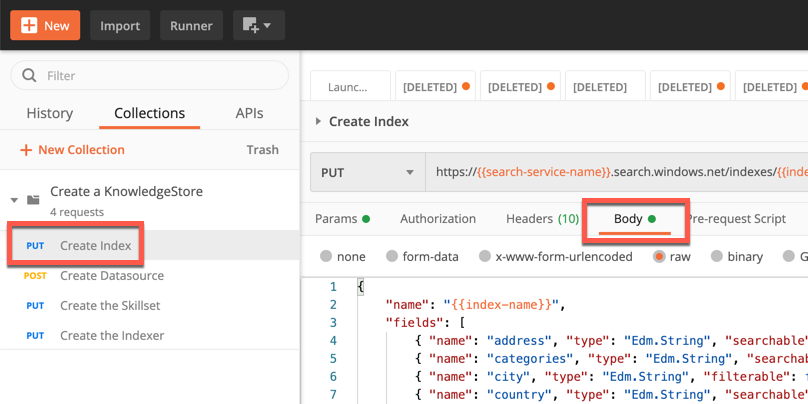 New Import Runner
Filter
History Collections APIs
+ New Collection Trash
Create a KnowledgeStore
4 requests
PUT Create Index
POST Create Datasource
PUT Create the Skillset
PUT Create the Indexer
Launc... [DELETED] [DELETED] [DELETED] [DELETED] [DELETED]
Create Index
PUT https://{{search-service-name}}.search.windows.net/indexes/{{inde
Params Authorization Headers (10) Body Pre-request Script
none form-data x-www-form-urlencoded raw binary G
1 {
2 "name": "{{index-name}}",
3 "fields": [
4 { "name": "address", "type": "Edm.String", "searchable"
5 { "name": "categories", "type": "Edm.String", "searchab
6 { "name": "city", "type": "Edm.String", "filterable": f
7 { "name": "country", "type": "Edm.String", "searchable"